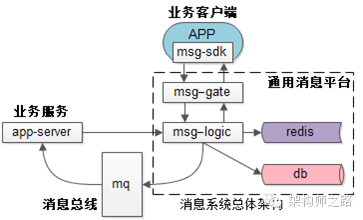 业务客户端
APP
msg-sdk
通用消息平台
msg-gate
业务服务
app-server
msg-logic
redis
db
mq
消息总线
消息系统总体架构
架构师之路